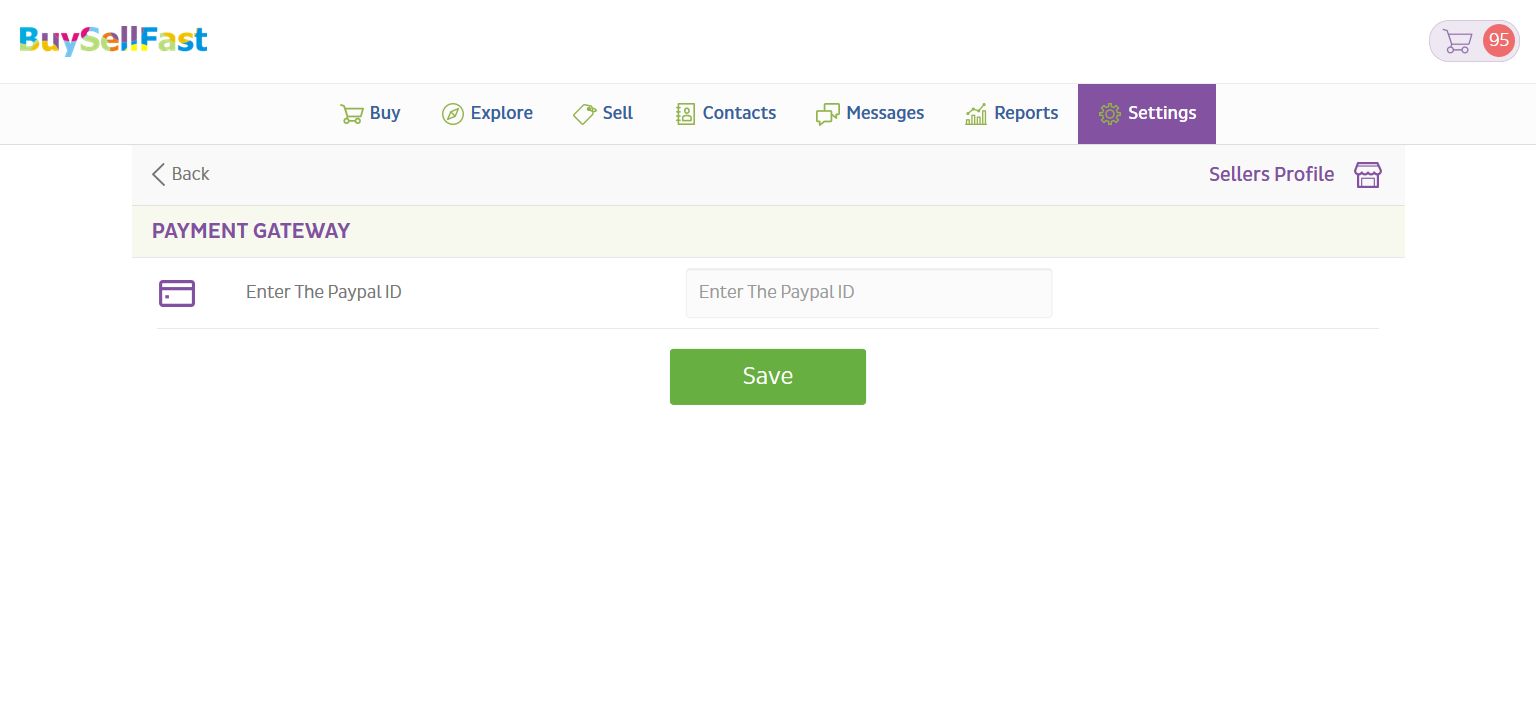 BuySellFast
95
Buy Explore Sell Contacts Messages Reports Settings
Back Sellers Profile
PAYMENT GATEWAY
Enter The Paypal ID Enter The Paypal ID
Save